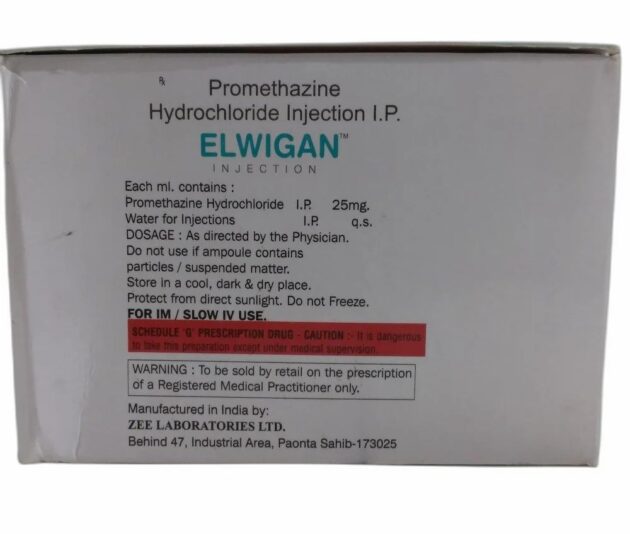 Rx
Promethazine
Hydrochloride Injection I.P.
ELWIGAN™
INJECTION
Each ml. contains :
Promethazine Hydrochloride I.P. 25mg.
Water for Injections I.P. q.s.
DOSAGE : As directed by the Physician.
Do not use if ampoule contains
particles / suspended matter.
Store in a cool, dark & dry place.
Protect from direct sunlight. Do not Freeze.
FOR IM / SLOW IV USE.
SCHEDULE 'G' PRESCRIPTION DRUG - CAUTION :- It is dangerous
to take this preparation except under medical supervision.
WARNING : To be sold by retail on the prescription
of a Registered Medical Practitioner only.
Manufactured in India by:
ZEE LABORATORIES LTD.
Behind 47, Industrial Area, Paonta Sahib-173025